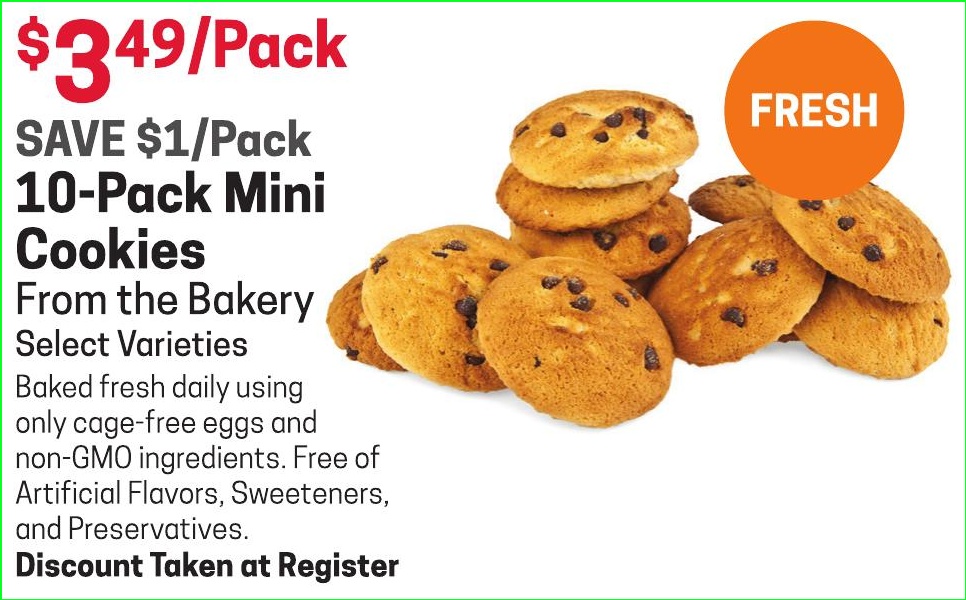 $3.49/Pack
SAVE $1/Pack
10-Pack Mini
Cookies
From the Bakery
Select Varieties
Baked fresh daily using
only cage-free eggs and
non-GMO ingredients. Free of
Artificial Flavors, Sweeteners,
and Preservatives.
Discount Taken at Register
FRESH